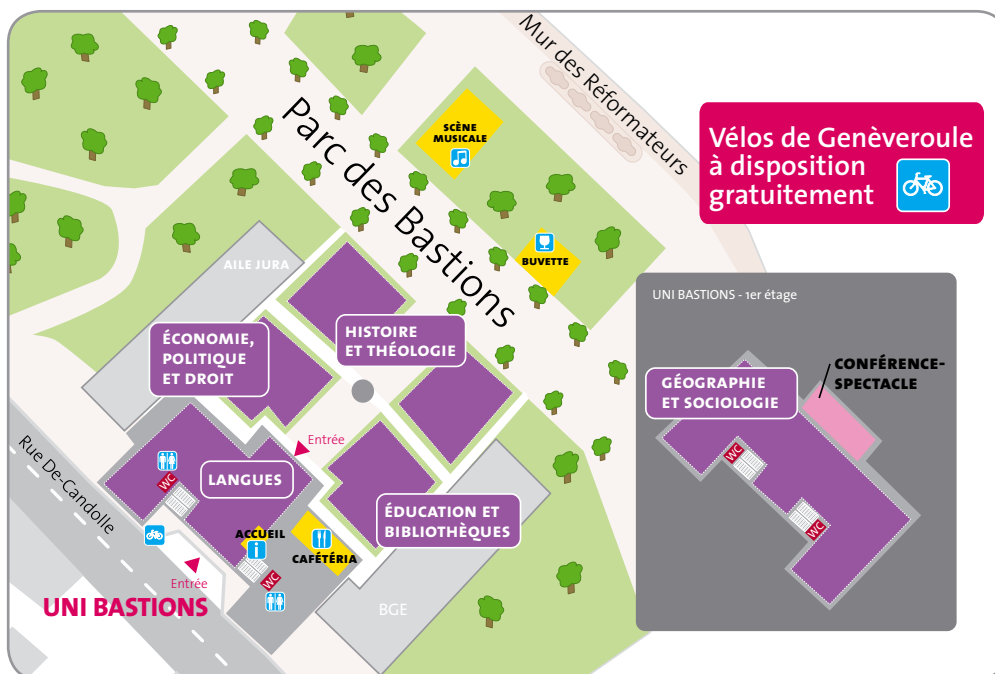 Mur des Réformateurs
SCÈNE
MUSICALE
Parc des Bastions
BUVETTE
Vélos de Genèveroule
à disposition
gratuitement
AILE JURA
HISTOIRE
ET THÉOLOGIE
ÉCONOMIE,
POLITIQUE
ET DROIT
Entrée
LANGUES
WC
ÉDUCATION ET
BIBLIOTHÈQUES
ACCUEIL
CAFÉTÉRIA
WC
Rue De-Candolle
Entrée
UNI BASTIONS
BGE
UNI BASTIONS - 1er étage
CONFÉRENCE-
SPECTACLE
GÉOGRAPHIE
ET SOCIOLOGIE
WC
WC